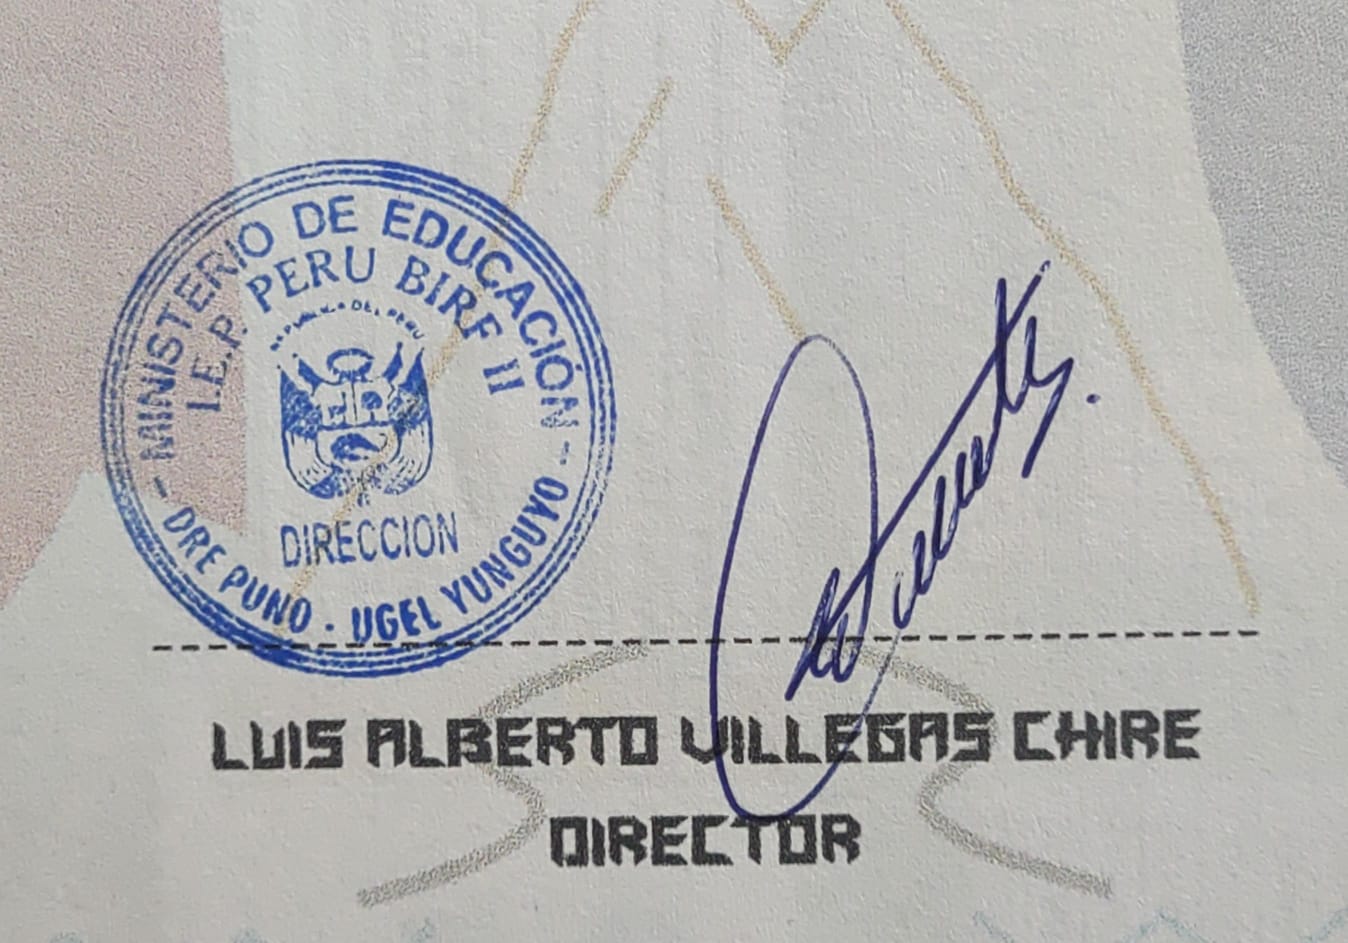 - MINISTERIO DE EDUCACIÓN -
I.E.P. PERU BIRF II
REPUBLICA DEL PERU
DIRECCION
DRE PUNO - UGEL YUNGUYO
LUIS ALBERTO VILLEGAS CHIRE
DIRECTOR